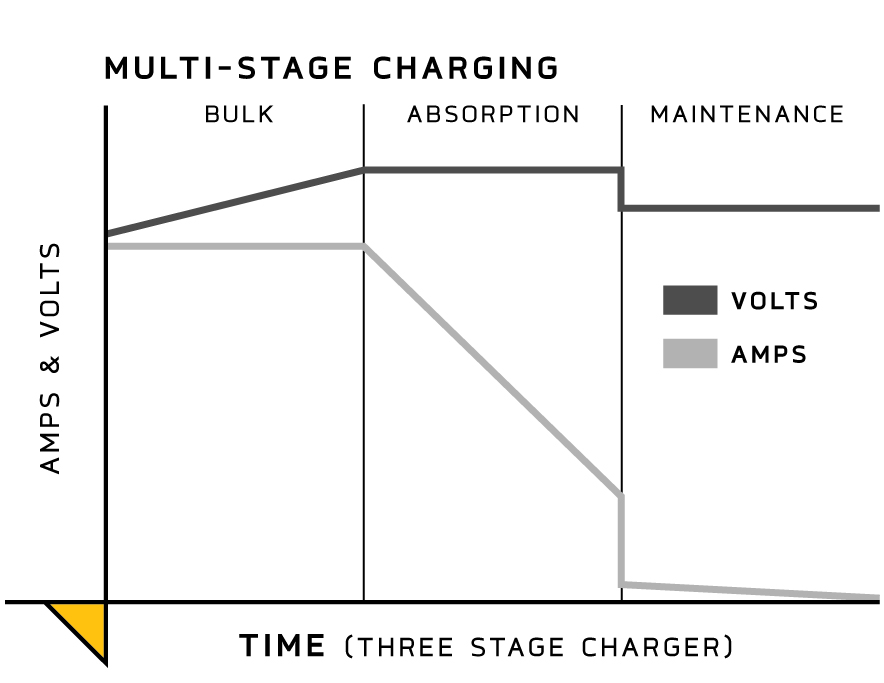 MULTI-STAGE CHARGING
BULK
ABSORPTION
MAINTENANCE
AMPS & VOLTS
VOLTS
AMPS
TIME (THREE STAGE CHARGER)